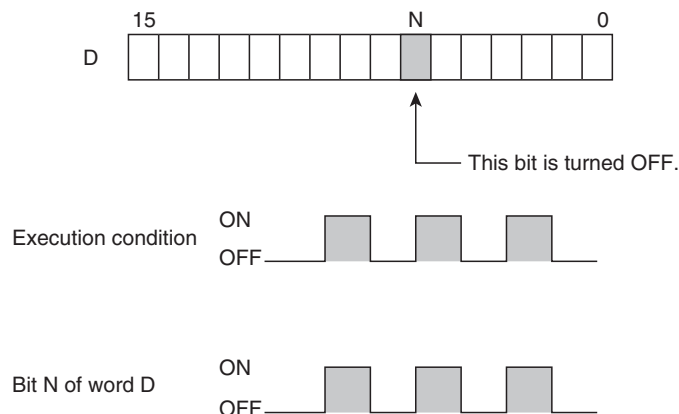 15 N 0
D
This bit is turned OFF.
ON
Execution condition
OFF
ON
Bit N of word D
OFF